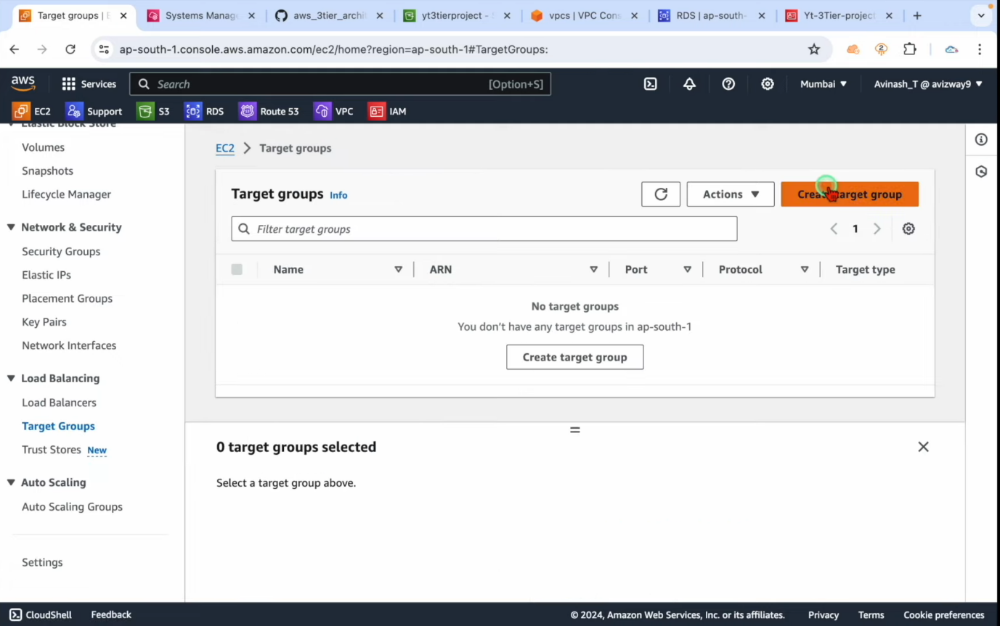 Target groups | E
Systems Manage
aws_3tier_archi
yt3tierproject - S
vpcs | VPC Cons
RDS | ap-south-
Yt-3Tier-project
ap-south-1.console.aws.amazon.com/ec2/home?region=ap-south-1#TargetGroups:
aws
Services
Search
[Option+S]
Mumbai
Avinash_T @ avizway9
EC2
Support
S3
RDS
Route 53
VPC
IAM
Elastic Block Store
Volumes
Snapshots
Lifecycle Manager
Network & Security
Security Groups
Elastic IPs
Placement Groups
Key Pairs
Network Interfaces
Load Balancing
Load Balancers
Target Groups
Trust Stores New
Auto Scaling
Auto Scaling Groups
Settings
EC2 > Target groups
Target groups Info
Actions
Create target group
Filter target groups
1
Name
ARN
Port
Protocol
Target type
No target groups
You don't have any target groups in ap-south-1
Create target group
0 target groups selected
Select a target group above.
CloudShell
Feedback
© 2024, Amazon Web Services, Inc. or its affiliates.
Privacy
Terms
Cookie preferences